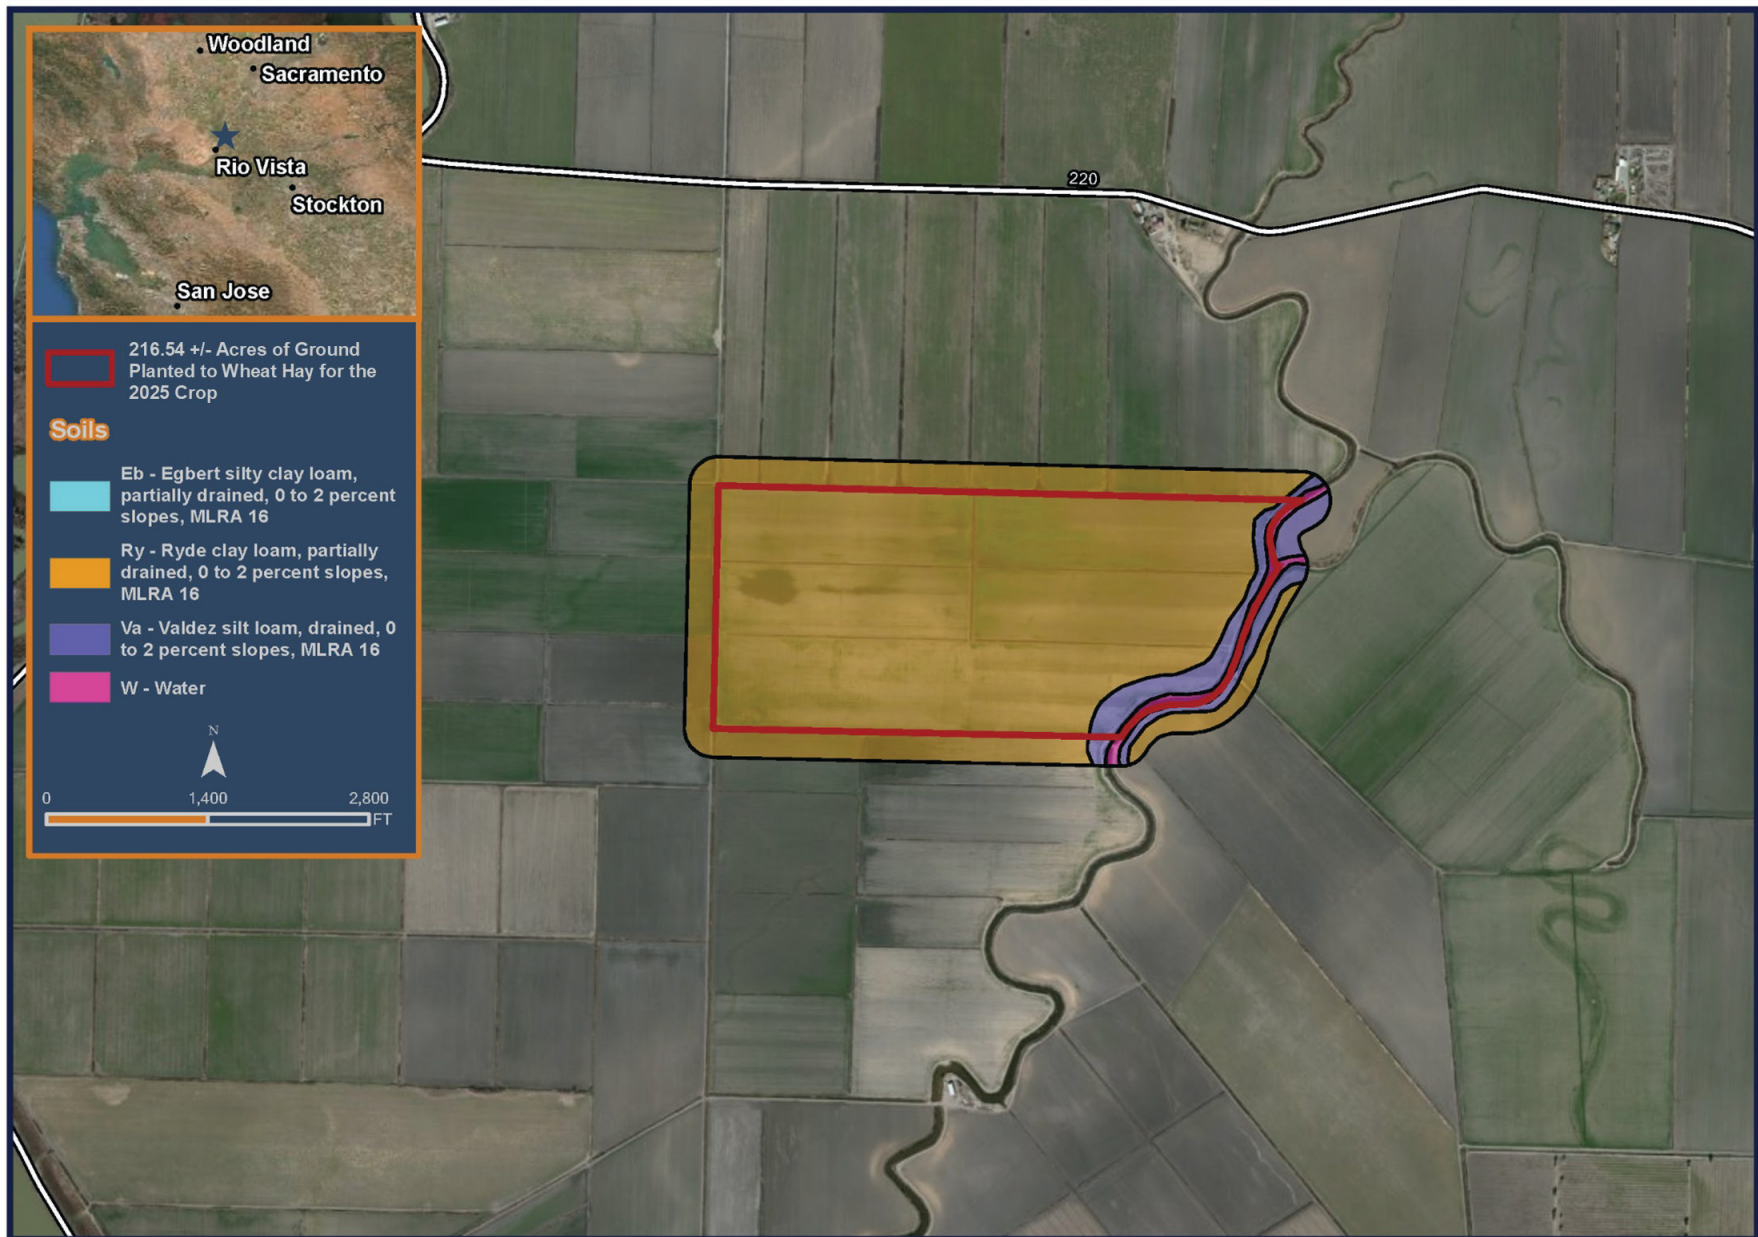 Woodland
Sacramento
Rio Vista
Stockton
San Jose
220
216.54 +/- Acres of Ground
Planted to Wheat Hay for the
2025 Crop
Soils
Eb - Egbert silty clay loam,
partially drained, 0 to 2 percent
slopes, MLRA 16
Ry - Ryde clay loam, partially
drained, 0 to 2 percent slopes,
MLRA 16
Va - Valdez silt loam, drained, 0
to 2 percent slopes, MLRA 16
W - Water
N
0 1,400 2,800
FT